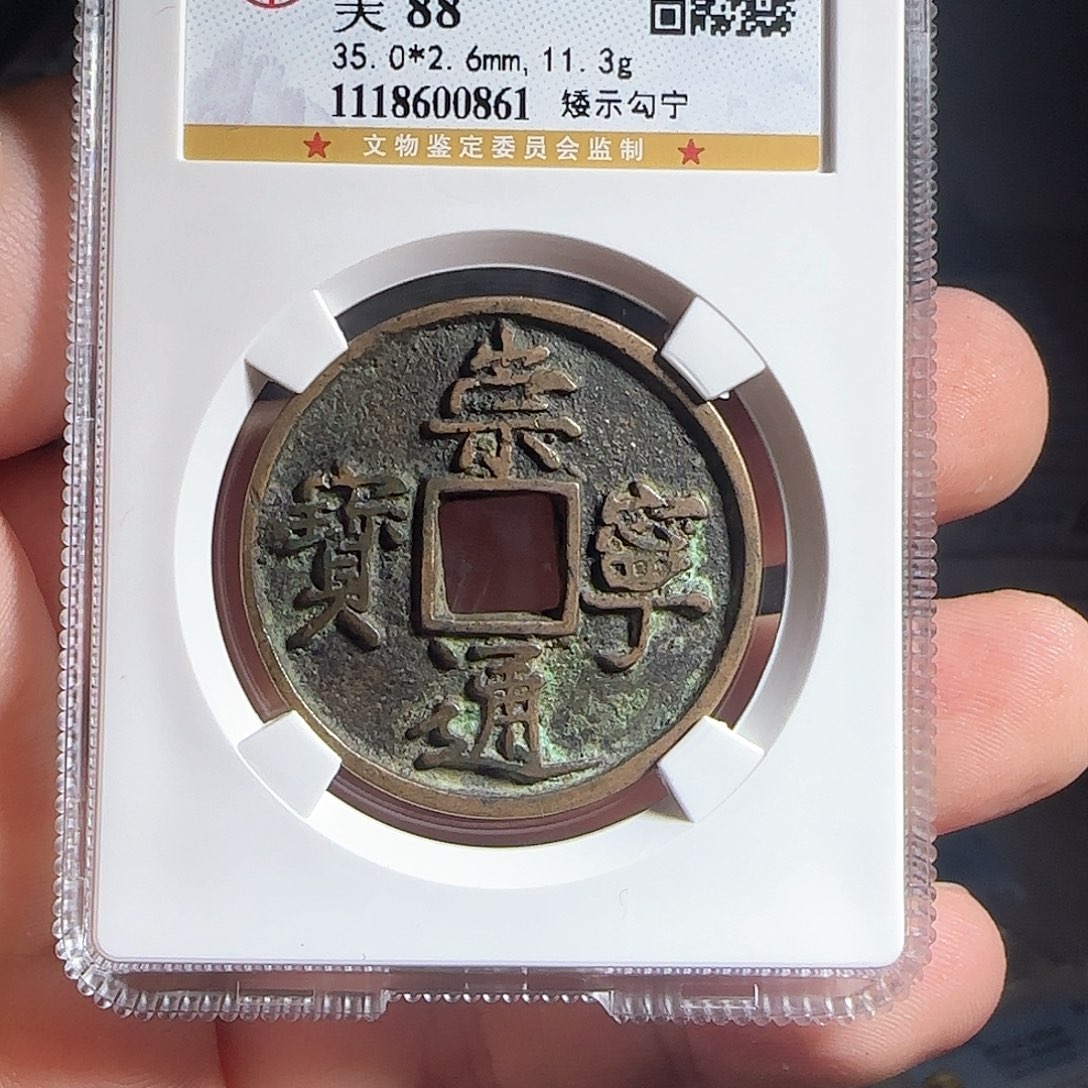 美 88
35.0*2.6mm, 11.3g
1118600861 矮示勾宁
★ 文物鉴定委员会监制 ★
崇
寶 寧
通